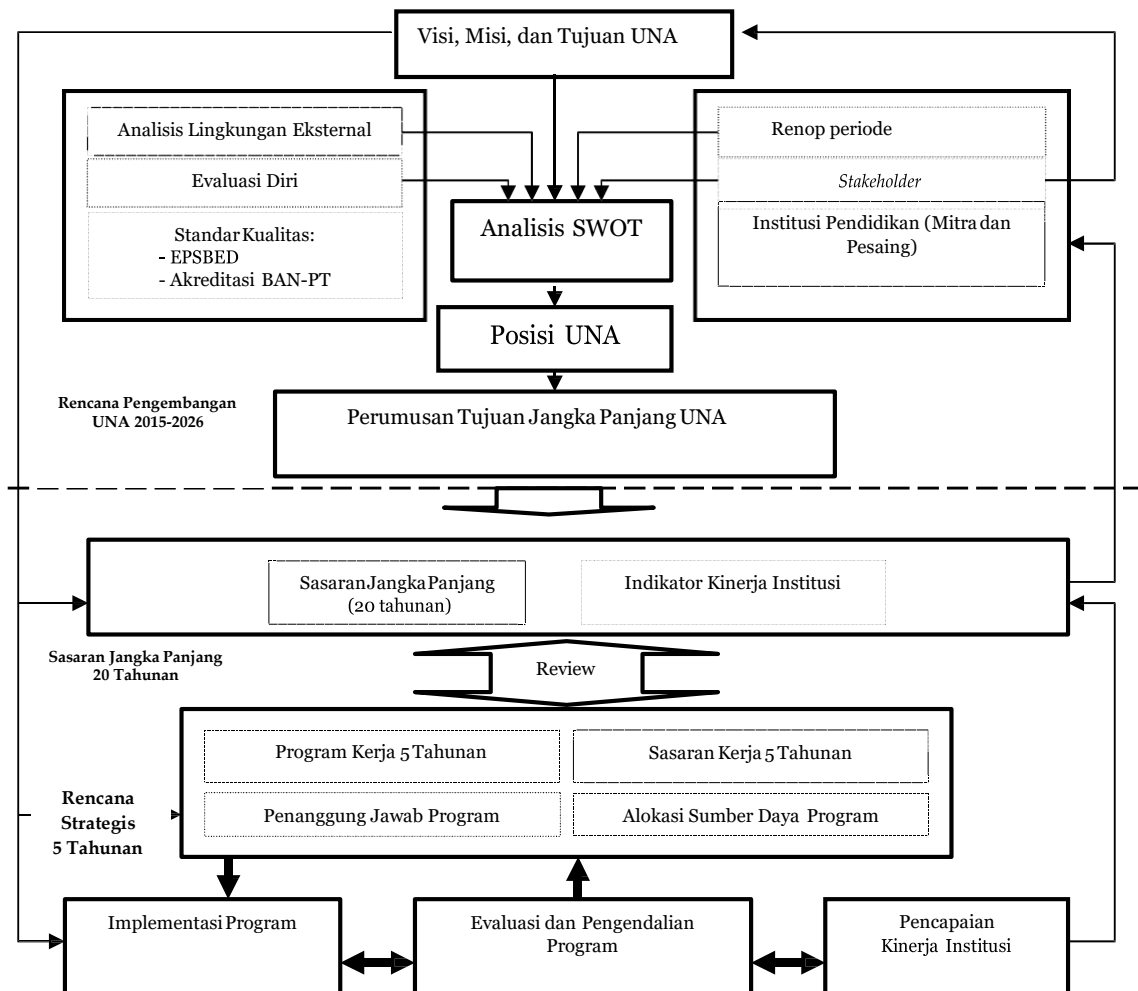 Visi, Misi, dan Tujuan UNA
Analisis Lingkungan Eksternal
Evaluasi Diri
Standar Kualitas:
- EPSBED
- Akreditasi BAN-PT
Renop periode
Stakeholder
Institusi Pendidikan (Mitra dan
Pesaing)
Analisis SWOT
Posisi UNA
Rencana Pengembangan
UNA 2015-2026
Perumusan Tujuan Jangka Panjang UNA
Sasaran Jangka Panjang
(20 tahunan)
Indikator Kinerja Institusi
Sasaran Jangka Panjang
20 Tahunan
Review
Program Kerja 5 Tahunan
Sasaran Kerja 5 Tahunan
Penanggung Jawab Program
Alokasi Sumber Daya Program
Rencana
Strategis
5 Tahunan
Implementasi Program
Evaluasi dan Pengendalian
Program
Pencapaian
Kinerja Institusi